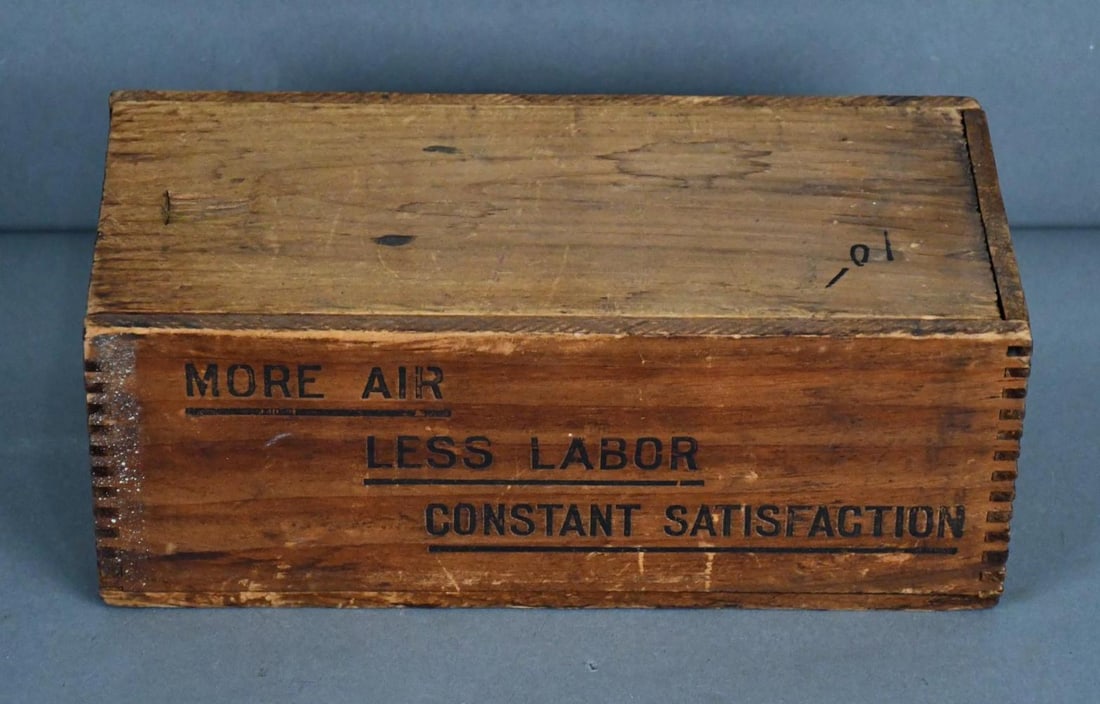 MORE AIR
LESS LABOR
CONSTANT SATISFACTION